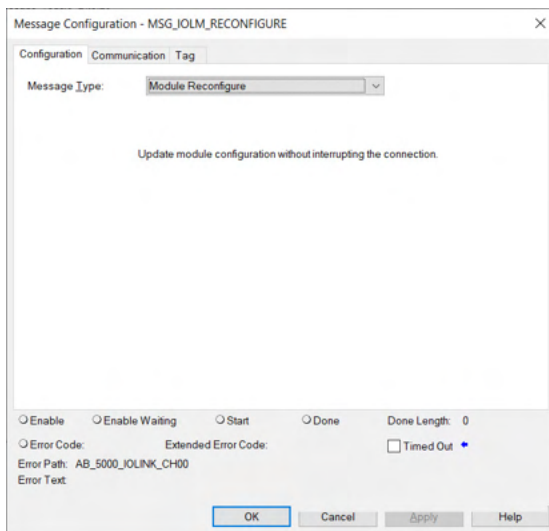 Message Configuration - MSG_IOLM_RECONFIGURE
Configuration Communication Tag
Message Type: Module Reconfigure
Update module configuration without interrupting the connection.
Enable Enable Waiting Start Done Done Length: 0
Error Code: Extended Error Code: Timed Out
Error Path: AB_5000_IOLINK_CH00
Error Text:
OK Cancel Apply Help